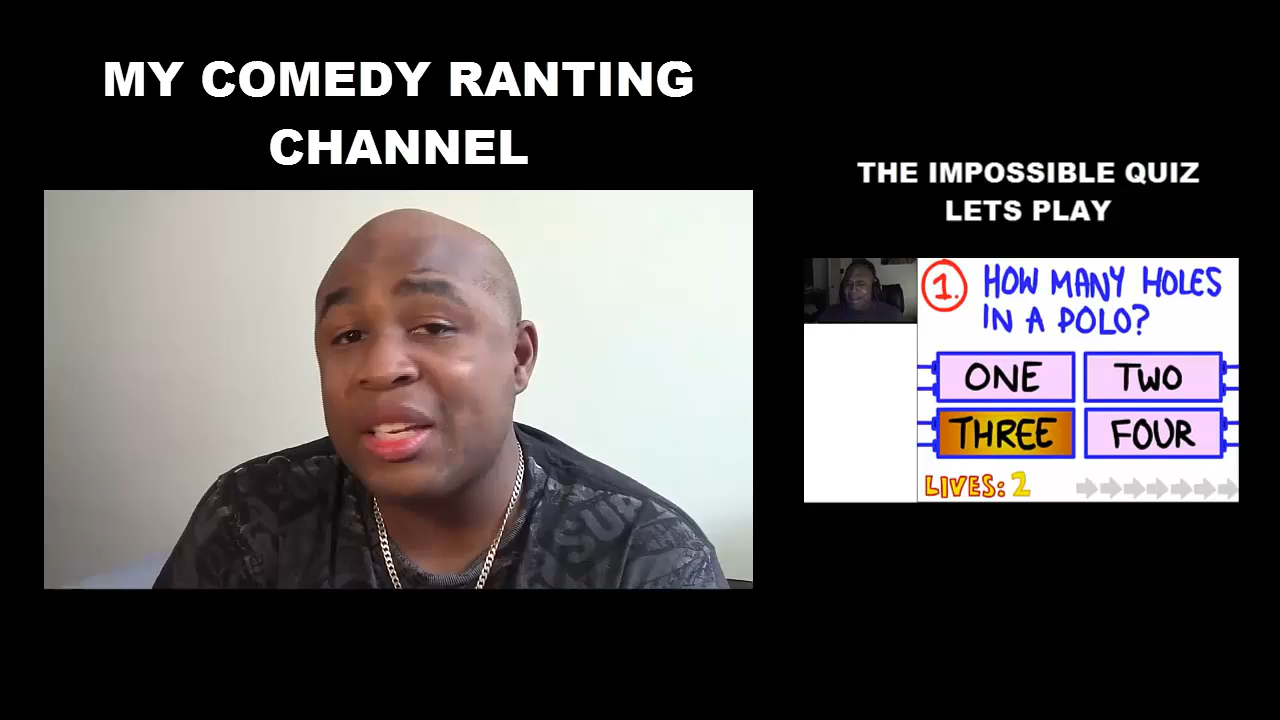 MY COMEDY RANTING
CHANNEL
THE IMPOSSIBLE QUIZ
LETS PLAY
1. HOW MANY HOLES
IN A POLO?
ONE
TWO
THREE
FOUR
LIVES: 2